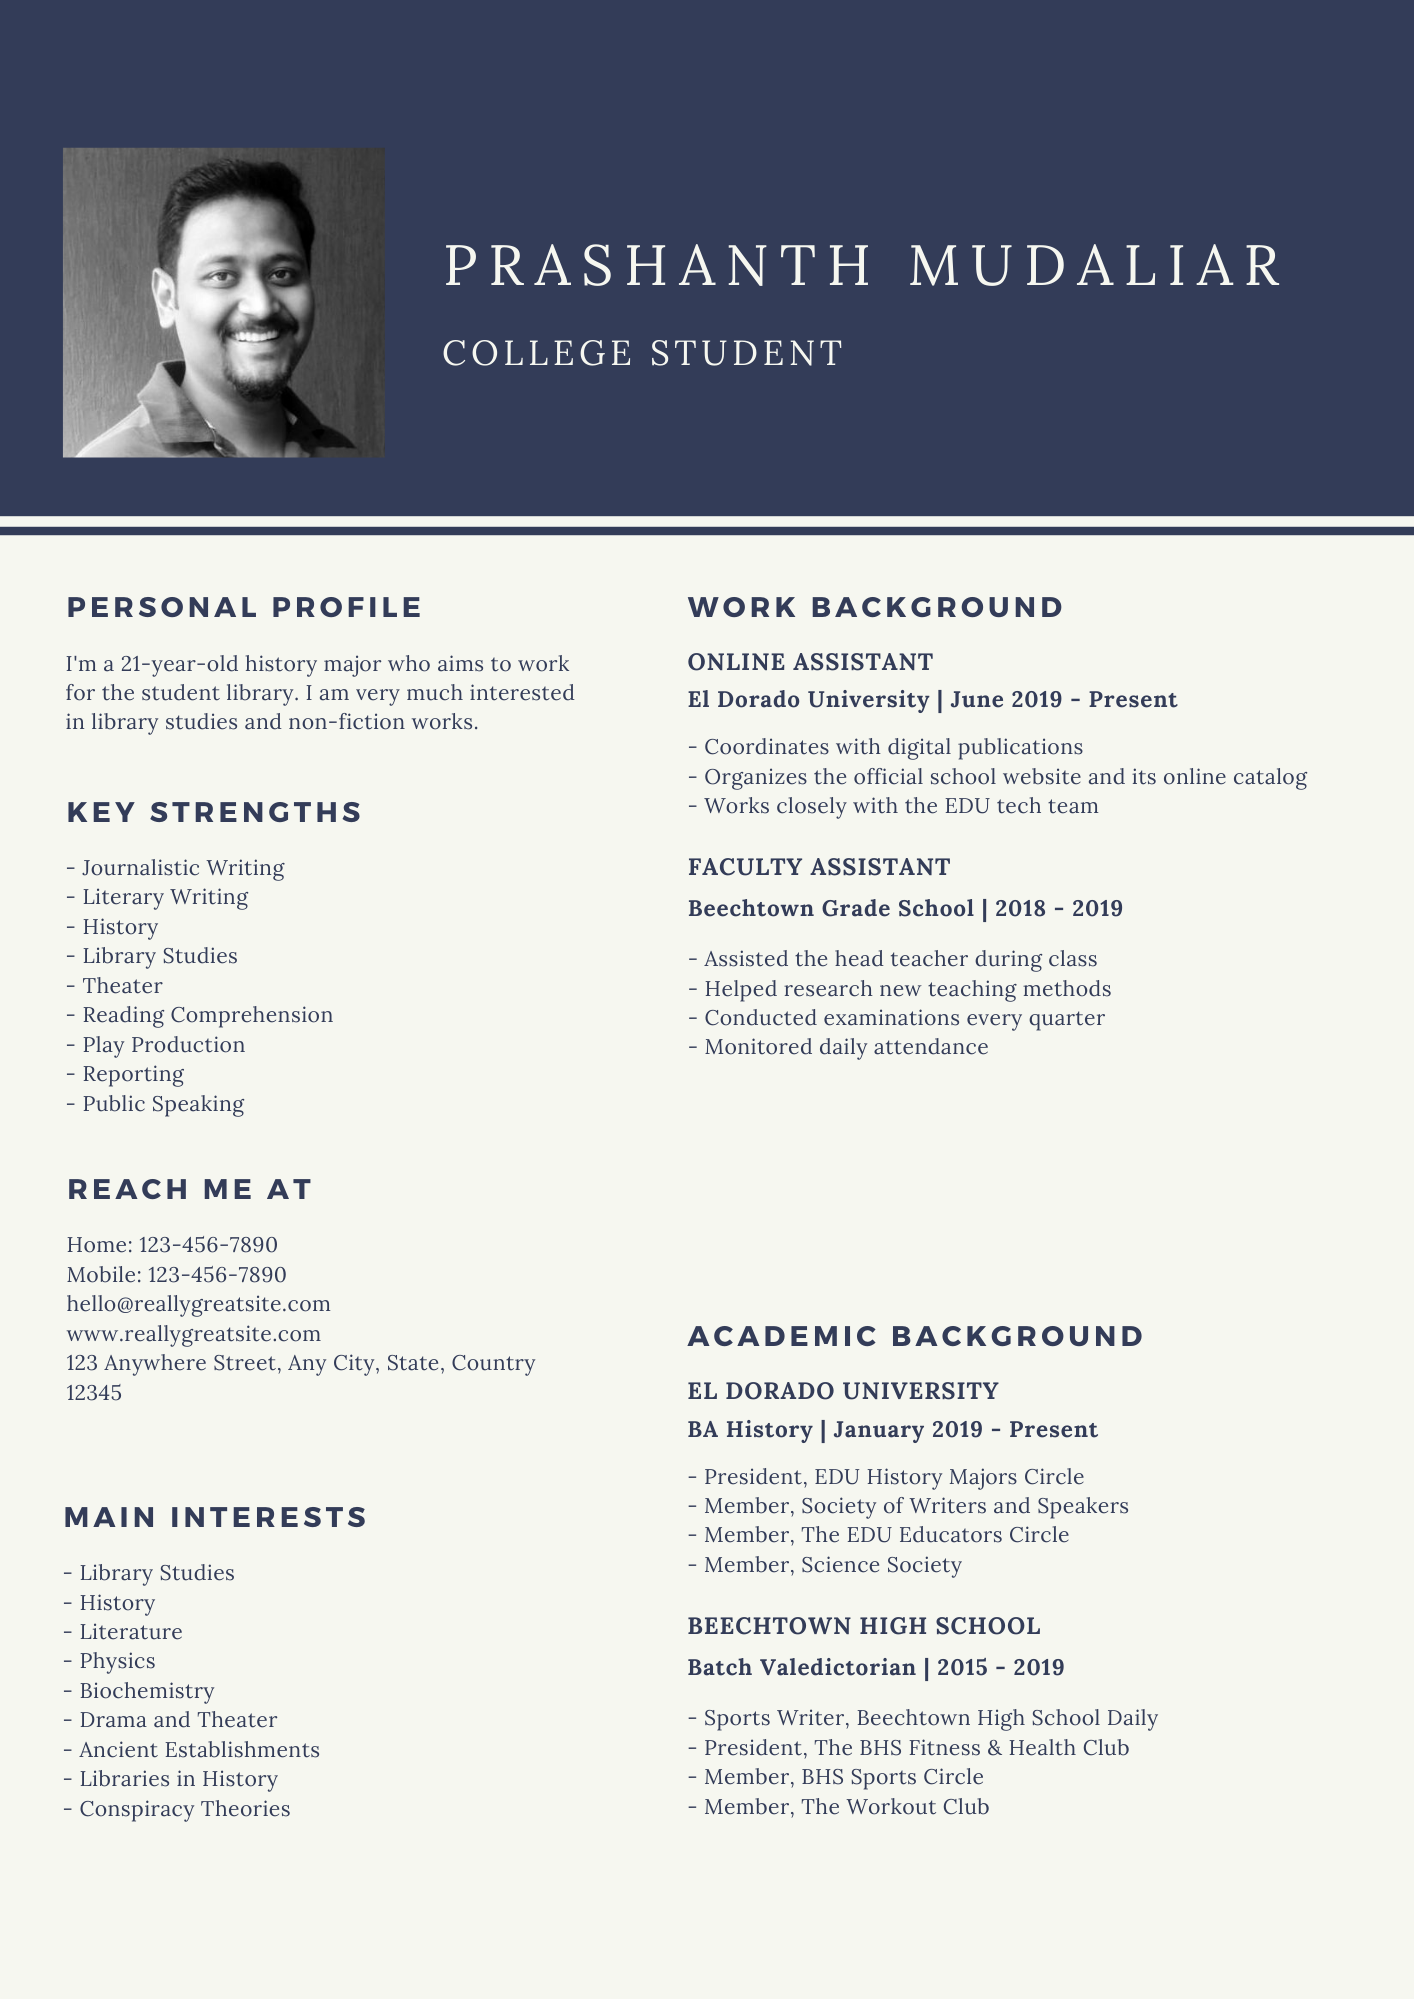 PRASHANTH MUDALIAR
COLLEGE STUDENT
PERSONAL PROFILE
I'm a 21-year-old history major who aims to work
for the student library. I am very much interested
in library studies and non-fiction works.
KEY STRENGTHS
- Journalistic Writing
- Literary Writing
- History
- Library Studies
- Theater
- Reading Comprehension
- Play Production
- Reporting
- Public Speaking
REACH ME AT
Home: 123-456-7890
Mobile: 123-456-7890
hello@reallygreatsite.com
www.reallygreatsite.com
123 Anywhere Street, Any City, State, Country
12345
MAIN INTERESTS
- Library Studies
- History
- Literature
- Physics
- Biochemistry
- Drama and Theater
- Ancient Establishments
- Libraries in History
- Conspiracy Theories
WORK BACKGROUND
ONLINE ASSISTANT
El Dorado University | June 2019 - Present
- Coordinates with digital publications
- Organizes the official school website and its online catalog
- Works closely with the EDU tech team
FACULTY ASSISTANT
Beechtown Grade School | 2018 - 2019
- Assisted the head teacher during class
- Helped research new teaching methods
- Conducted examinations every quarter
- Monitored daily attendance
ACADEMIC BACKGROUND
EL DORADO UNIVERSITY
BA History | January 2019 - Present
- President, EDU History Majors Circle
- Member, Society of Writers and Speakers
- Member, The EDU Educators Circle
- Member, Science Society
BEECHTOWN HIGH SCHOOL
Batch Valedictorian | 2015 - 2019
- Sports Writer, Beechtown High School Daily
- President, The BHS Fitness & Health Club
- Member, BHS Sports Circle
- Member, The Workout Club